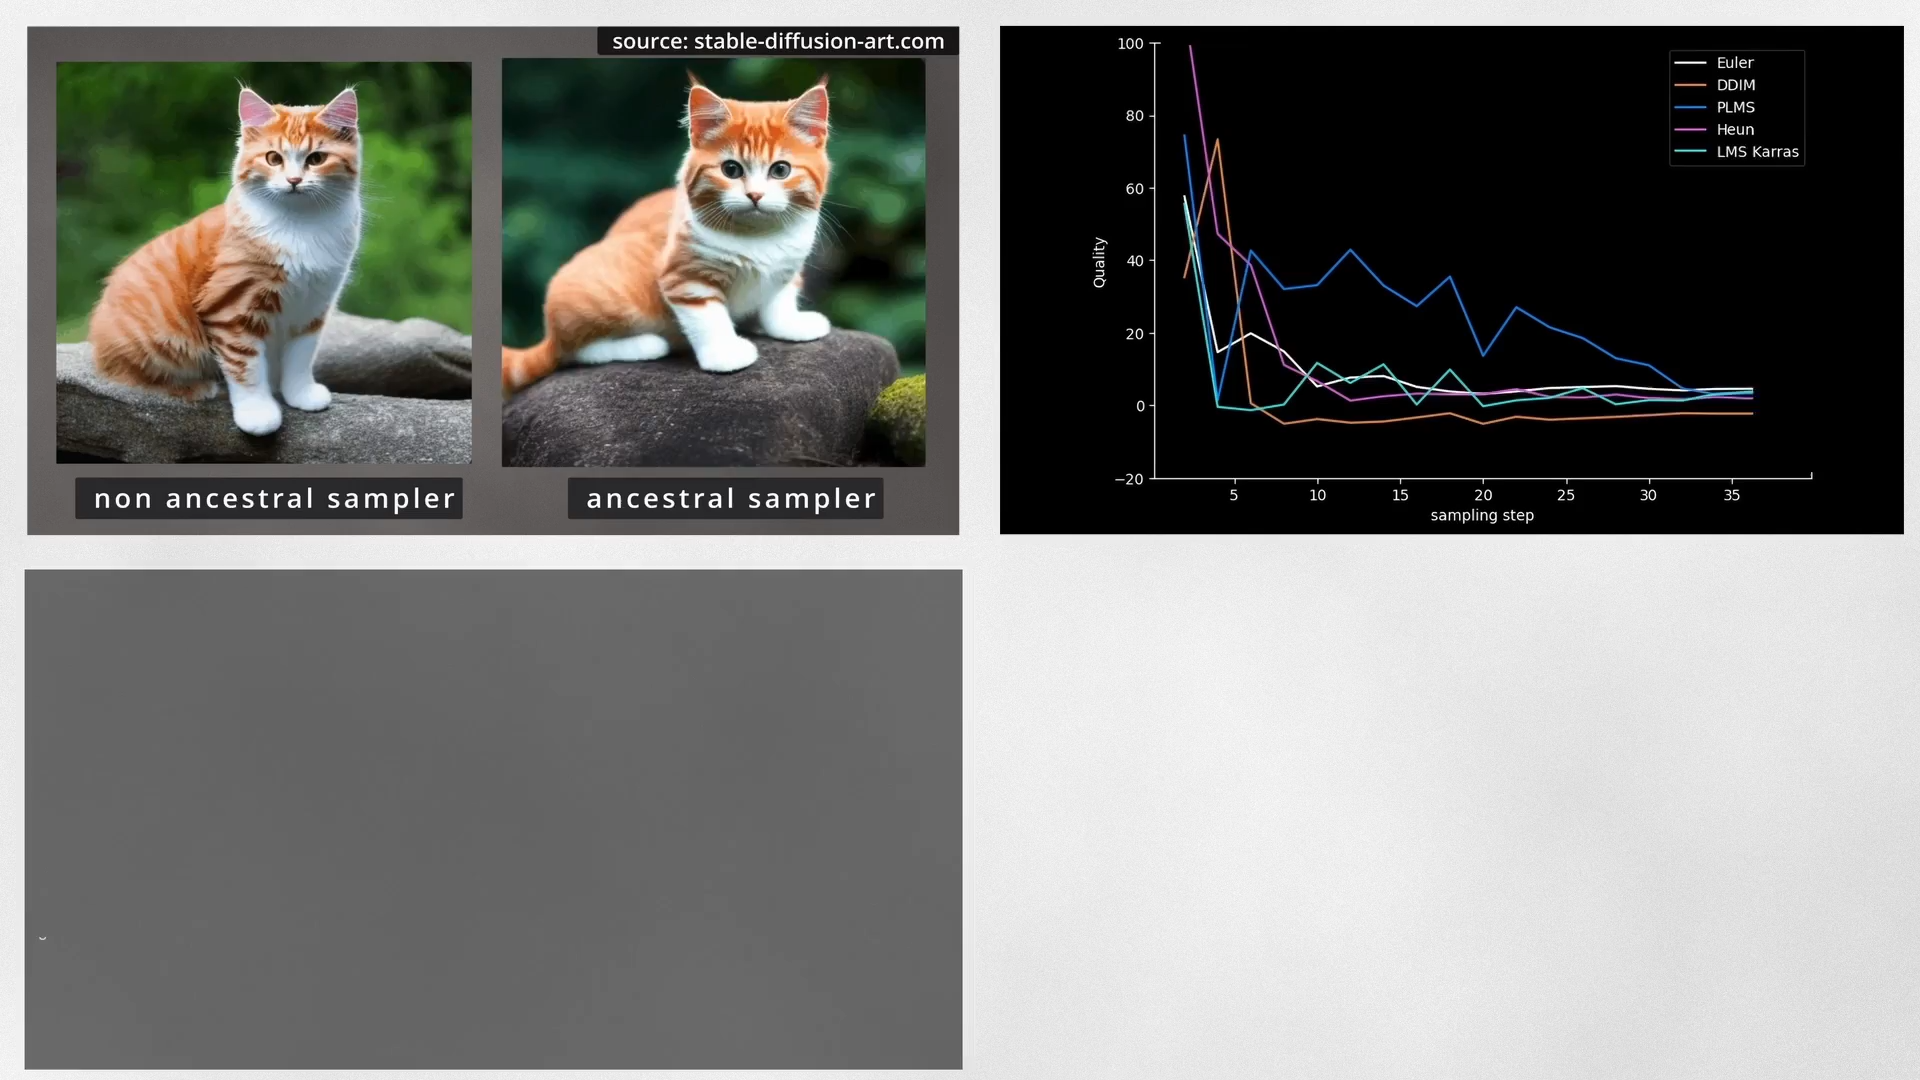 source: stable-diffusion-art.com
non ancestral sampler
ancestral sampler
100
80
60
40
20
0
−20
Quality
5 10 15 20 25 30 35
sampling step
Euler
DDIM
PLMS
Heun
LMS Karras